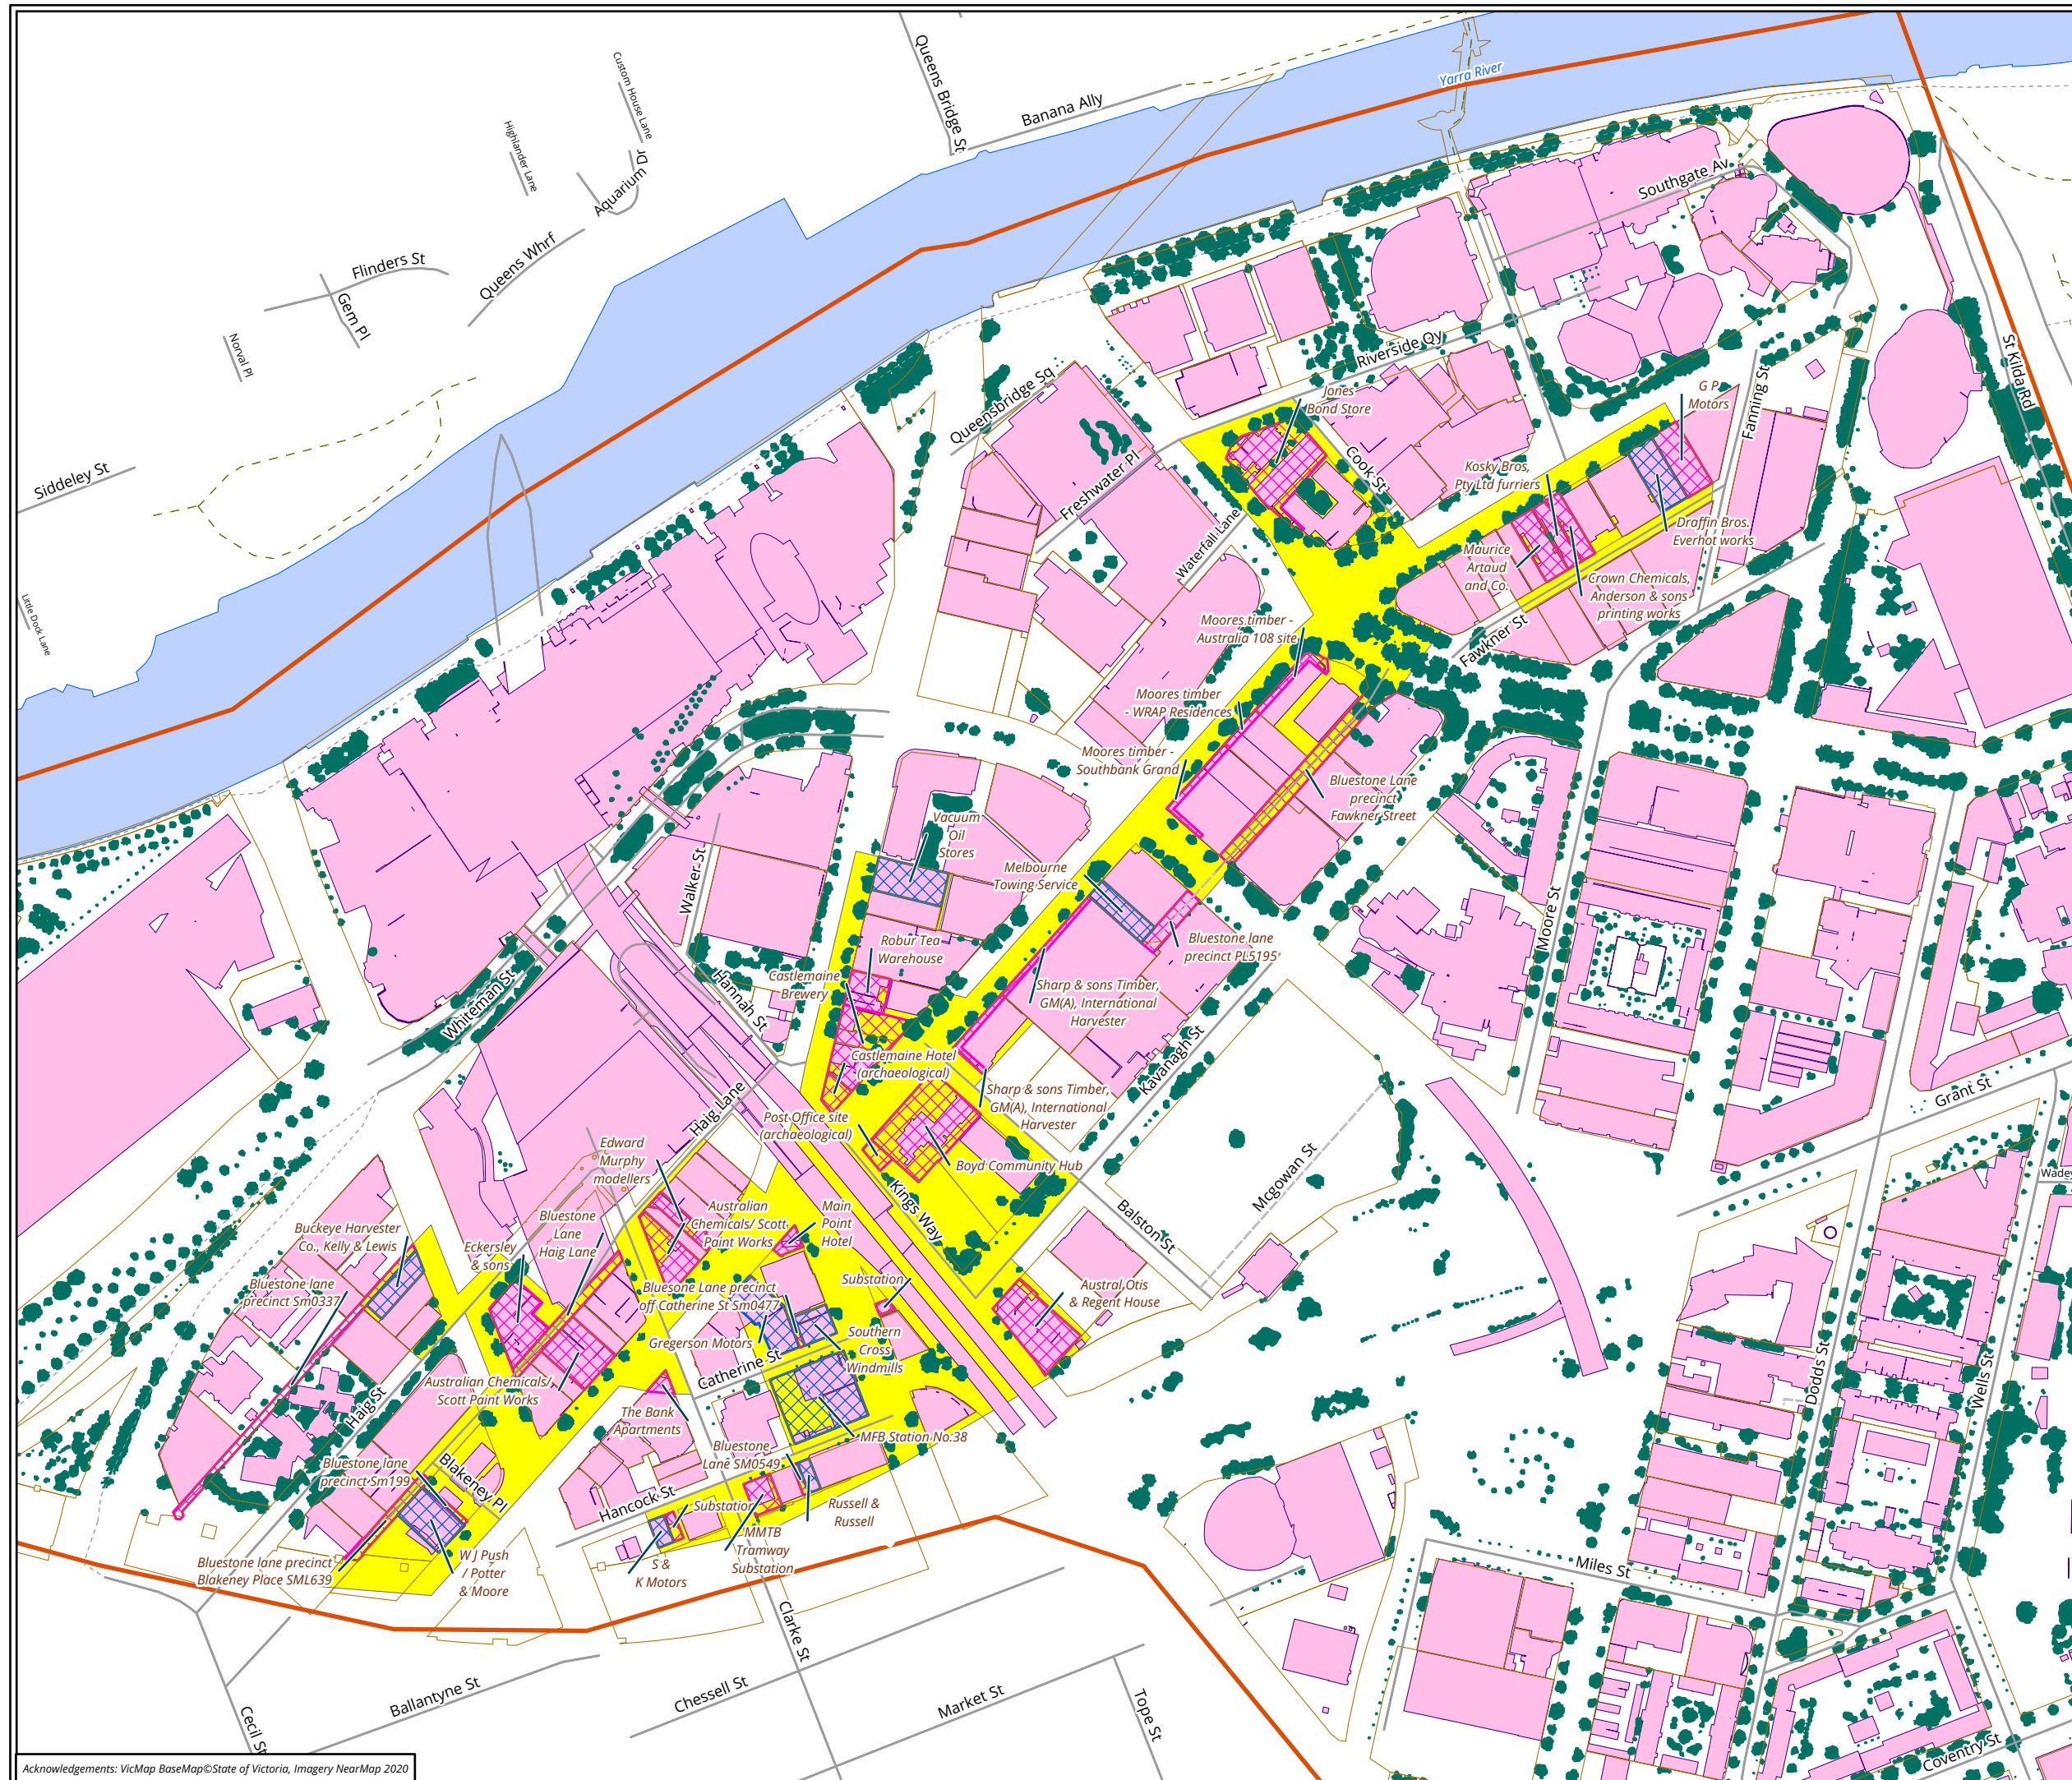 Queens Bridge St
Banana Ally
Yarra River
Custom House Lane
Highlander Lane
Aquarium Dr
Queens Whrf
Flinders St
Gem Pl
Norval Pl
Siddeley St
Little Dock Lane
Southgate Av
St Kilda Rd
Riverside Qy
Queensbridge Sq
Freshwater Pl
Waterfall Lane
Cook St
Fanning St
Fawkner St
Jones
Bond Store
G P
Motors
Kosky Bros,
Pty Ltd furriers
Draffin Bros.
Everhot works
Maurice
Artaud
and Co.
Crown Chemicals,
Anderson & sons
printing works
Moores timber -
Australia 108 site
Moores timber
- WRAP Residences
Moores timber -
Southbank Grand
Bluestone Lane
precinct
Fawkner Street
Vacuum
Oil
Stores
Melbourne
Towing Service
Bluestone lane
precinct PL5195
Robur Tea
Warehouse
Castlemaine
Brewery
Sharp & sons Timber,
GM(A), International
Harvester
Castlemaine Hotel
(archaeological)
Sharp & sons Timber,
GM(A), International
Harvester
Post Office site
(archaeological)
Boyd Community Hub
Walker St
Hannah St
Whiteman St
Haig Lane
Kings Way
Kavanagh St
Balston St
Mcgowan St
Moore St
Grant St
Wadey
Dodds St
Wells St
Miles St
Coventry St
Edward
Murphy
modellers
Australian
Chemicals/ Scott
Paint Works
Main
Point
Hotel
Bluestone
Lane
Haig Lane
Eckersley
& sons
Buckeye Harvester
Co., Kelly & Lewis
Bluestone lane
precinct Sm0337
Bluesone Lane precinct
off Catherine St Sm0477
Substation
Austral Otis
& Regent House
Gregerson Motors
Southern
Cross
Windmills
Catherine St
Australian Chemicals/
Scott Paint Works
The Bank
Apartments
MFB Station No.38
Bluestone
Lane SM0549
Haig St
Bluestone lane
precinct Sm199
Blakeney Pl
Hancock St
Substation
Russell &
Russell
MMTB
Tramway
Substation
S &
K Motors
W J Push
/ Potter
& Moore
Bluestone lane precinct
Blakeney Place SML639
Clarke St
Cecil St
Ballantyne St
Chessell St
Market St
Tope St
Acknowledgements: VicMap BaseMap©State of Victoria, Imagery NearMap 2020